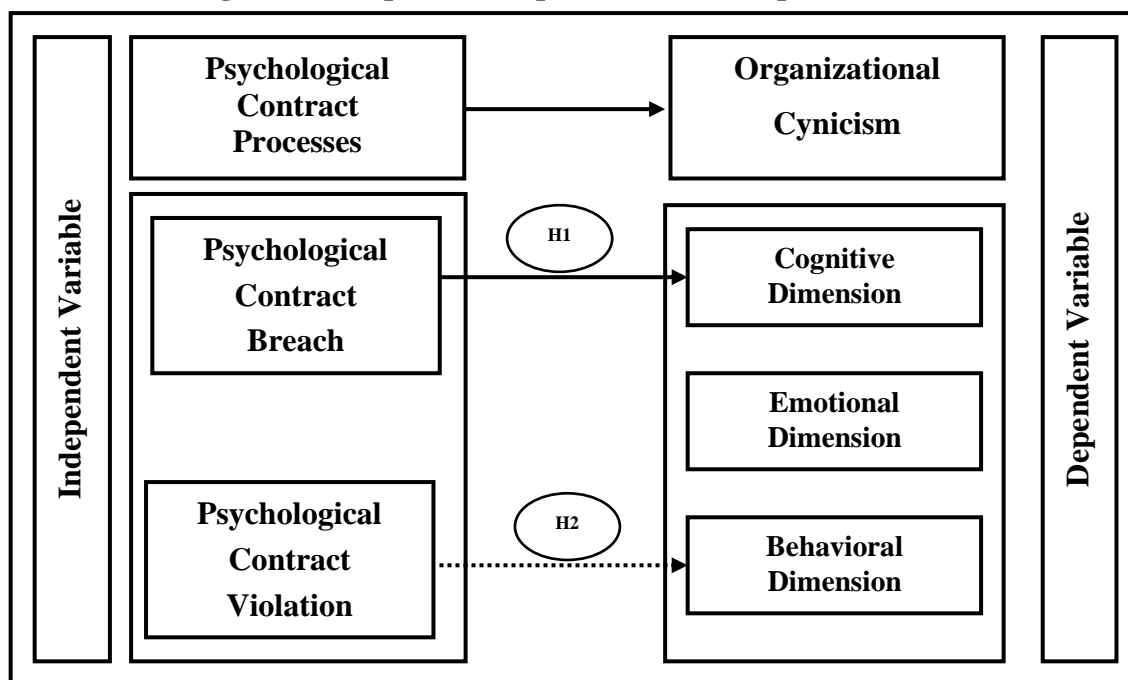 Psychological
Contract
Processes
Organizational
Cynicism
Independent Variable
Psychological
Contract
Breach
H1
Cognitive
Dimension
Emotional
Dimension
Psychological
Contract
Violation
H2
Behavioral
Dimension
Dependent Variable